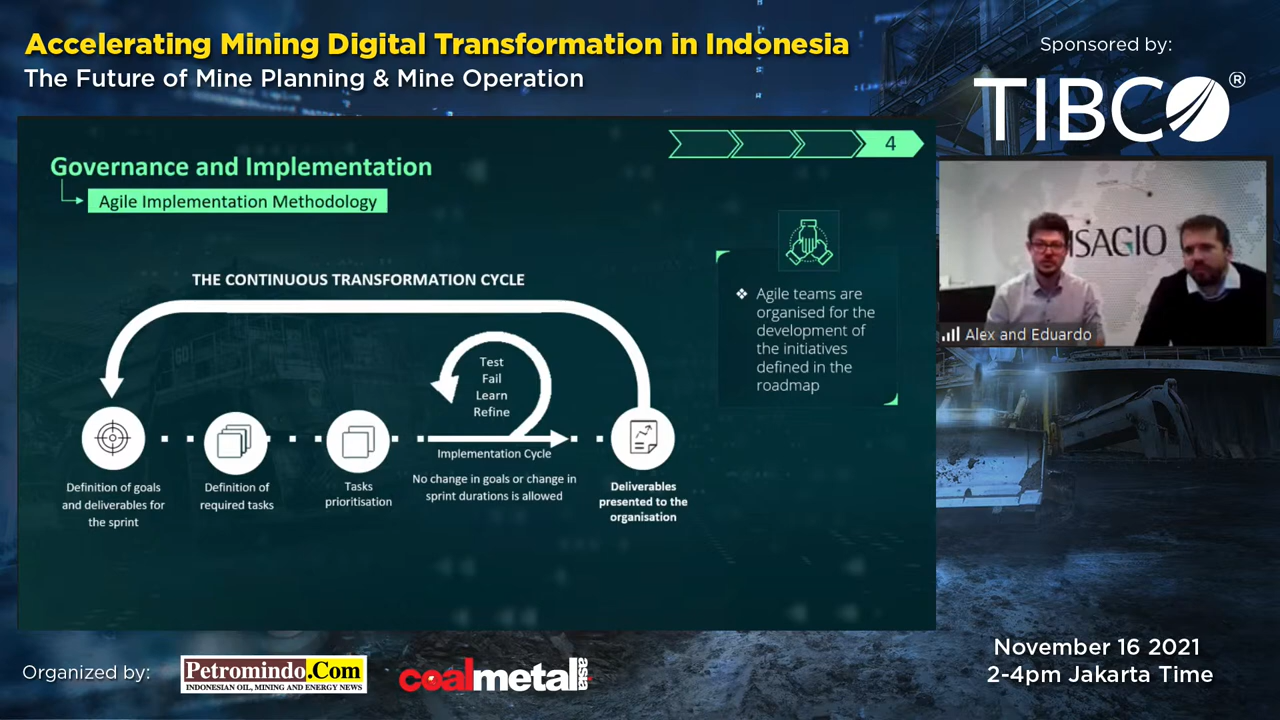 Accelerating Mining Digital Transformation in Indonesia
The Future of Mine Planning & Mine Operation
Sponsored by:
TIBCO®
4
Governance and Implementation
Agile Implementation Methodology
THE CONTINUOUS TRANSFORMATION CYCLE
Test
Fail
Learn
Refine
Implementation Cycle
Definition of goals
and deliverables for
the sprint
Definition of
required tasks
Tasks
prioritisation
No change in goals or change in
sprint durations is allowed
Deliverables
presented to the
organisation
❖ Agile teams are
organised for the
development of
the initiatives
defined in the
roadmap
ISAGIO
Alex and Eduardo
Organized by:
Petromindo.Com
INDONESIAN OIL, MINING AND ENERGY NEWS
coalmetal asia
November 16 2021
2-4pm Jakarta Time